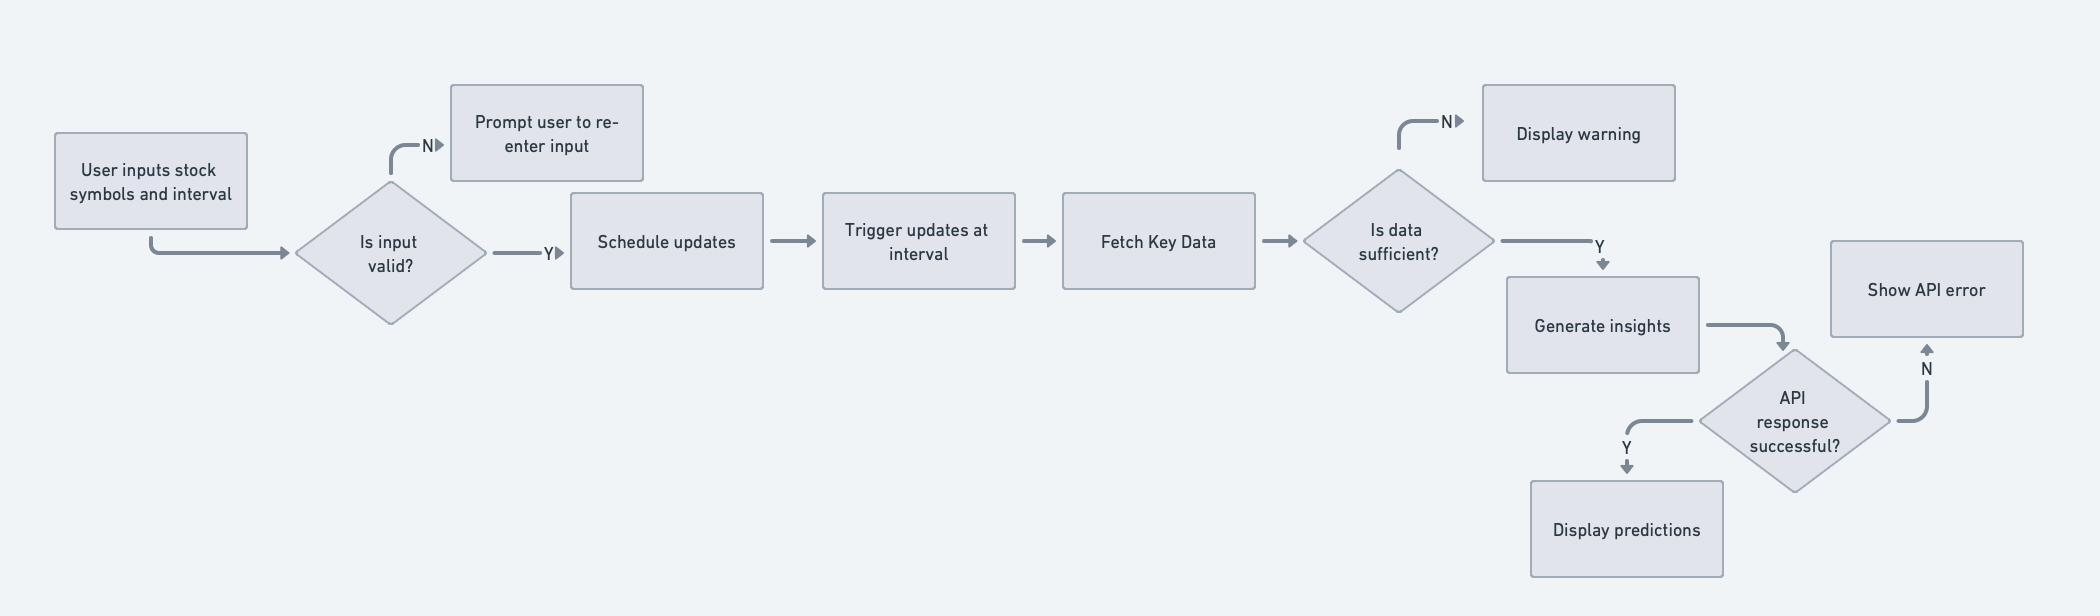 User inputs stock
symbols and interval
Is input
valid?
N
Prompt user to re-
enter input
Y
Schedule updates
Trigger updates at
interval
Fetch Key Data
Is data
sufficient?
N
Display warning
Y
Generate insights
API
response
successful?
N
Show API error
Y
Display predictions